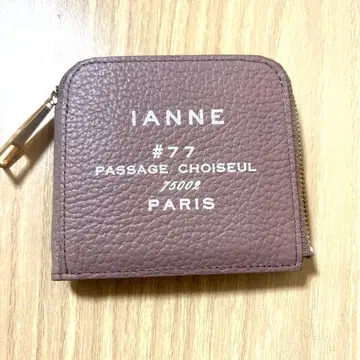 IANNE
#77
PASSAGE CHOISEUL
75002
PARIS